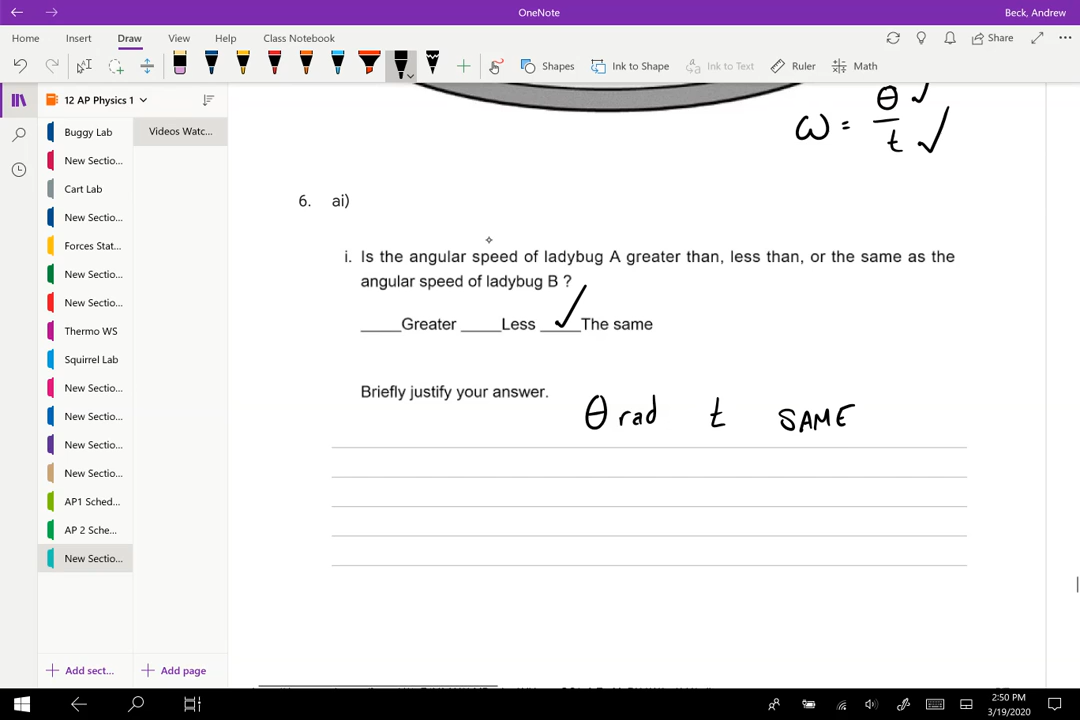 OneNote
Beck, Andrew
Home Insert Draw View Help Class Notebook
Share
Shapes Ink to Shape Ink to Text Ruler Math
12 AP Physics 1
Videos Watc...
Buggy Lab
New Sectio...
Cart Lab
New Sectio...
Forces Stat...
New Sectio...
New Sectio...
Thermo WS
Squirrel Lab
New Sectio...
New Sectio...
New Sectio...
New Sectio...
AP1 Sched...
AP 2 Sche...
New Sectio...
Add sect...
Add page
ω = θ/t
6. ai)
i. Is the angular speed of ladybug A greater than, less than, or the same as the
angular speed of ladybug B ?
_____Greater _____Less _____The same
Briefly justify your answer.
θ rad t SAME
2:50 PM
3/19/2020